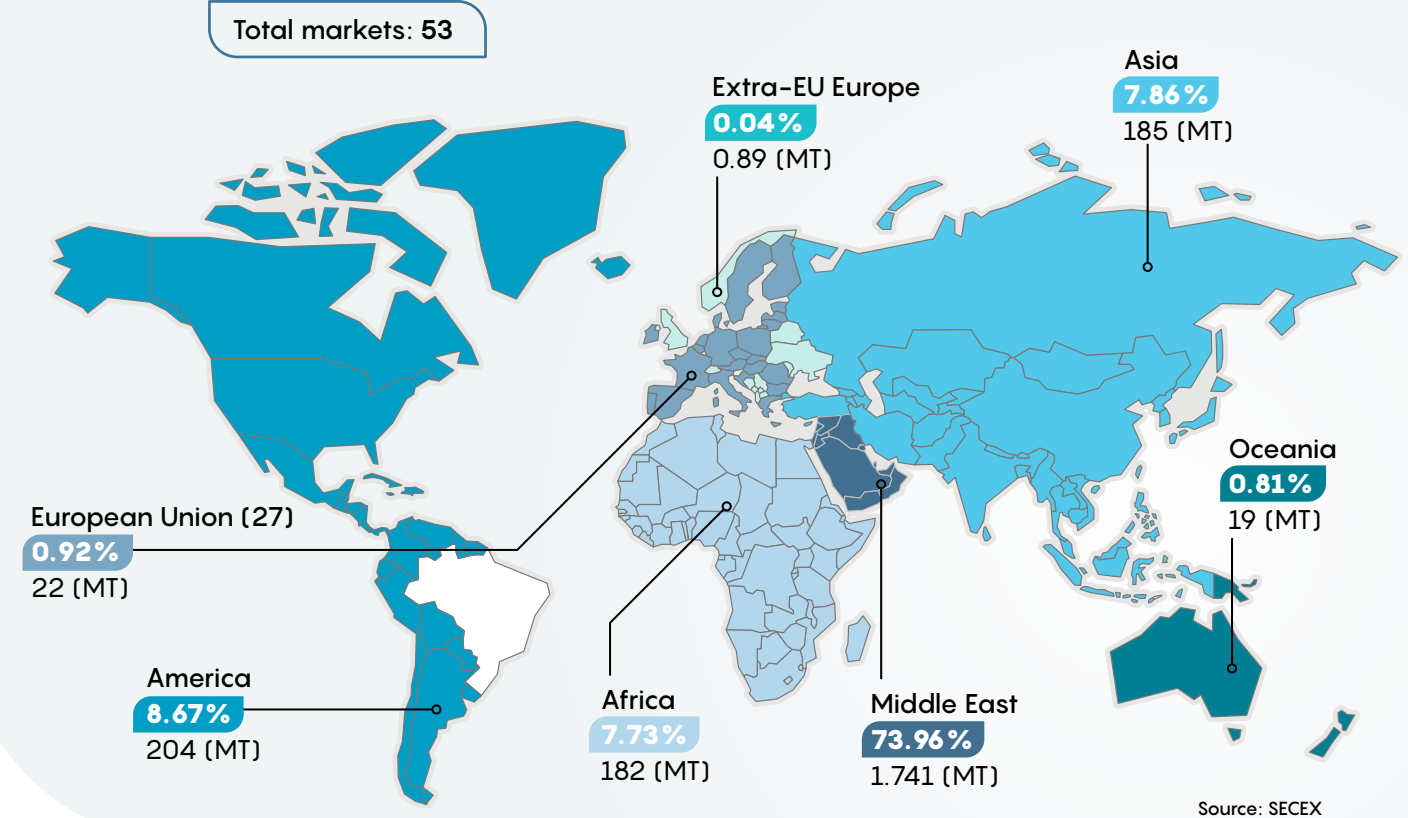 Total markets: 53
Extra-EU Europe
0.04%
0.89 (MT)
Asia
7.86%
185 (MT)
Oceania
0.81%
19 (MT)
European Union (27)
0.92%
22 (MT)
America
8.67%
204 (MT)
Africa
7.73%
182 (MT)
Middle East
73.96%
1.741 (MT)
Source: SECEX